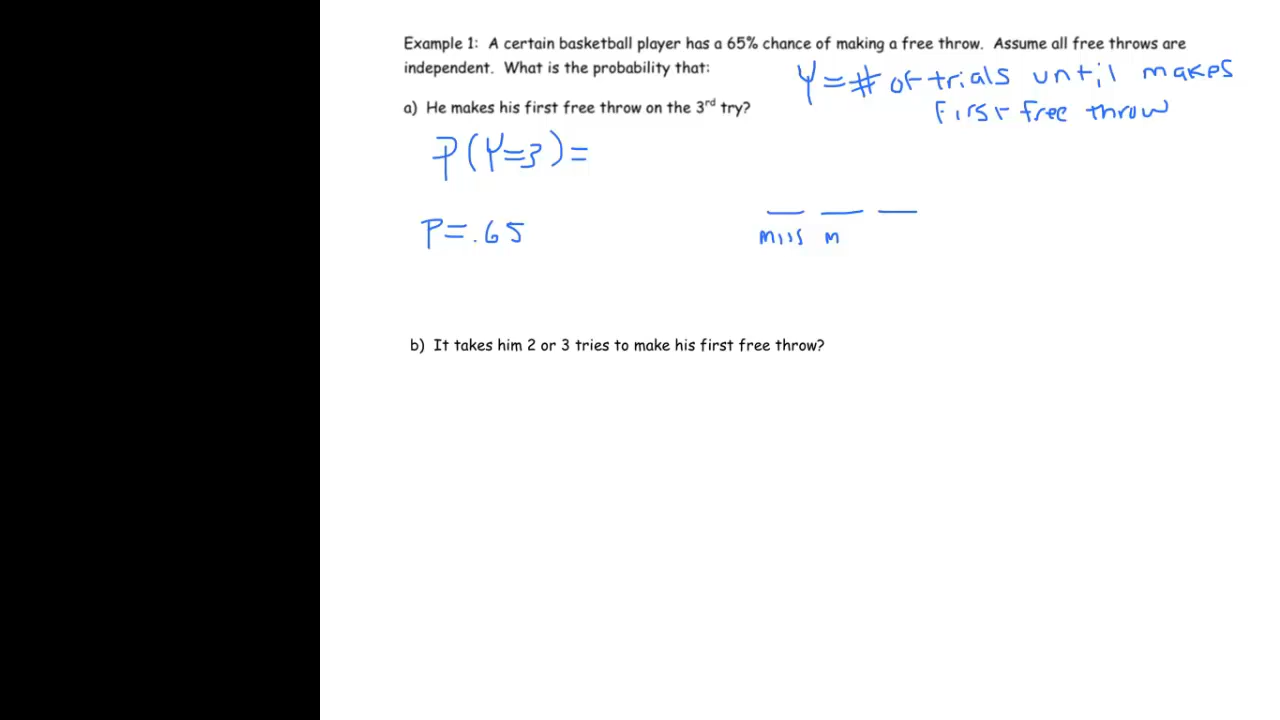 Example 1: A certain basketball player has a 65% chance of making a free throw. Assume all free throws are
independent. What is the probability that:
Y = # of trials until makes
first free throw
a) He makes his first free throw on the 3rd try?
P(Y=3) =
P = .65
miss m
b) It takes him 2 or 3 tries to make his first free throw?